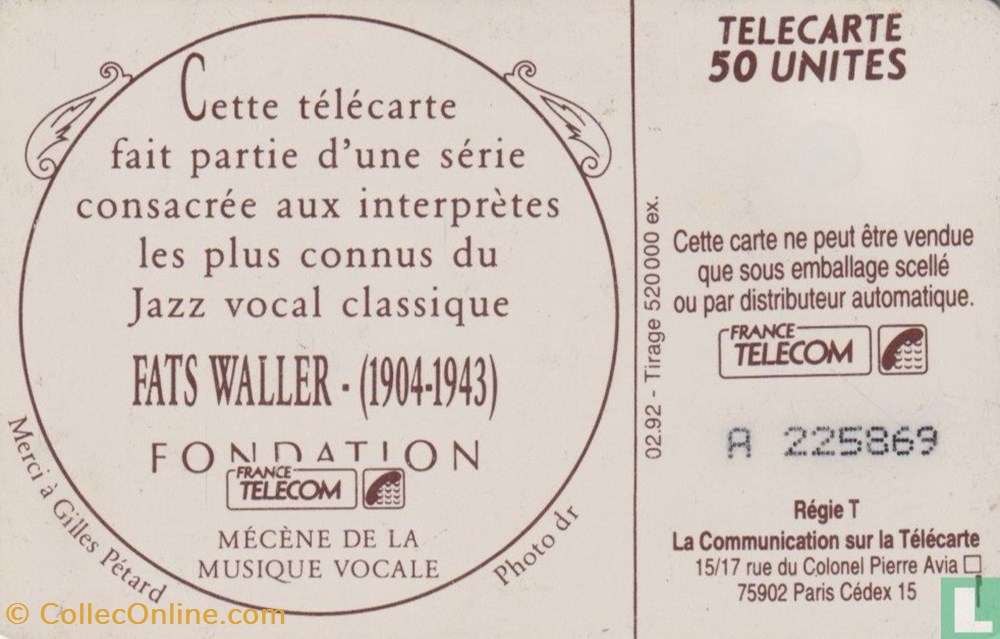 Cette télécarte
fait partie d'une série
consacrée aux interprètes
les plus connus du
Jazz vocal classique
FATS WALLER - (1904-1943)
FONDATION
FRANCE
TELECOM
MÉCÈNE DE LA
MUSIQUE VOCALE
Merci à Gilles Pétard
Photo dr
02.92 - Tirage 520 000 ex.
TELECARTE
50 UNITES
Cette carte ne peut être vendue
que sous emballage scellé
ou par distributeur automatique.
FRANCE
TELECOM
A 225869
Régie T
La Communication sur la Télécarte
15/17 rue du Colonel Pierre Avia
75902 Paris Cédex 15
© CollecOnline.com
L